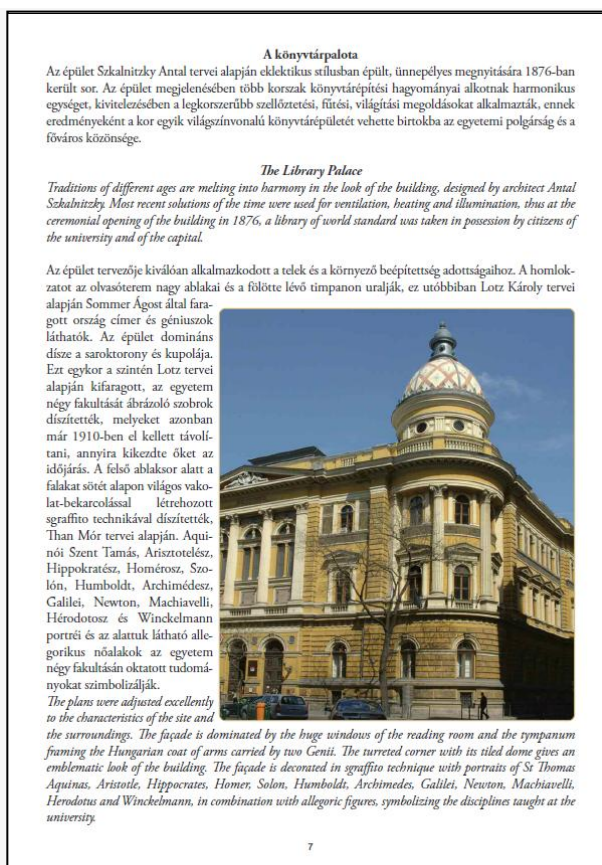 A könyvtárpalota
Az épület Szkalnitzky Antal tervei alapján eklektikus stílusban épült, ünnepélyes megnyitására 1876-ban
került sor. Az épület megjelenésében több korszak könyvtárépítési hagyományai alkotnak harmonikus
egységet, kivitelezésében a legkorszerűbb szellőztetési, fűtési, világítási megoldásokat alkalmazták, ennek
eredményeként a kor egyik világszínvonalú könyvtárépületét vehette birtokba az egyetemi polgárság és a
főváros közönsége.
The Library Palace
Traditions of different ages are melting into harmony in the look of the building, designed by architect Antal
Szkalnitzky. Most recent solutions of the time were used for ventilation, heating and illumination, thus at the
ceremonial opening of the building in 1876, a library of world standard was taken in possession by citizens of
the university and of the capital.
Az épület tervezője kiválóan alkalmazkodott a telek és a környező beépítettség adottságaihoz. A homlok-
zatot az olvasóterem nagy ablakai és a fölötte lévő timpanon uralják, ez utóbbiban Lotz Károly tervei
alapján Sommer Ágost által fara-
gott ország címer és géniuszok
láthatók. Az épület domináns
dísze a saroktorony és kupolája.
Ezt egykor a szintén Lotz tervei
alapján kifaragott, az egyetem
négy fakultását ábrázoló szobrok
díszítették, melyeket azonban
már 1910-ben el kellett távolí-
tani, annyira kikezdte őket az
időjárás. A felső ablaksor alatt a
falakat sötét alapon világos vako-
lat-bekarcolással létrehozott
sgraffito technikával díszítették,
Than Mór tervei alapján. Aqui-
nói Szent Tamás, Arisztotelész,
Hippokratész, Homérosz, Szo-
lón, Humboldt, Archimédesz,
Galilei, Newton, Machiavelli,
Hérodotosz és Winckelmann
portréi és az alattuk látható alle-
gorikus nőalakok az egyetem
négy fakultásán oktatott tudomá-
nyokat szimbolizálják.
The plans were adjusted excellently
to the characteristics of the site and
the surroundings. The façade is dominated by the huge windows of the reading room and the tympanum
framing the Hungarian coat of arms carried by two Genii. The turreted corner with its tiled dome gives an
emblematic look of the building. The façade is decorated in sgraffito technique with portraits of St Thomas
Aquinas, Aristotle, Hippocrates, Homer, Solon, Humboldt, Archimedes, Galilei, Newton, Machiavelli,
Herodotus and Winckelmann, in combination with allegoric figures, symbolizing the disciplines taught at the
university.
7